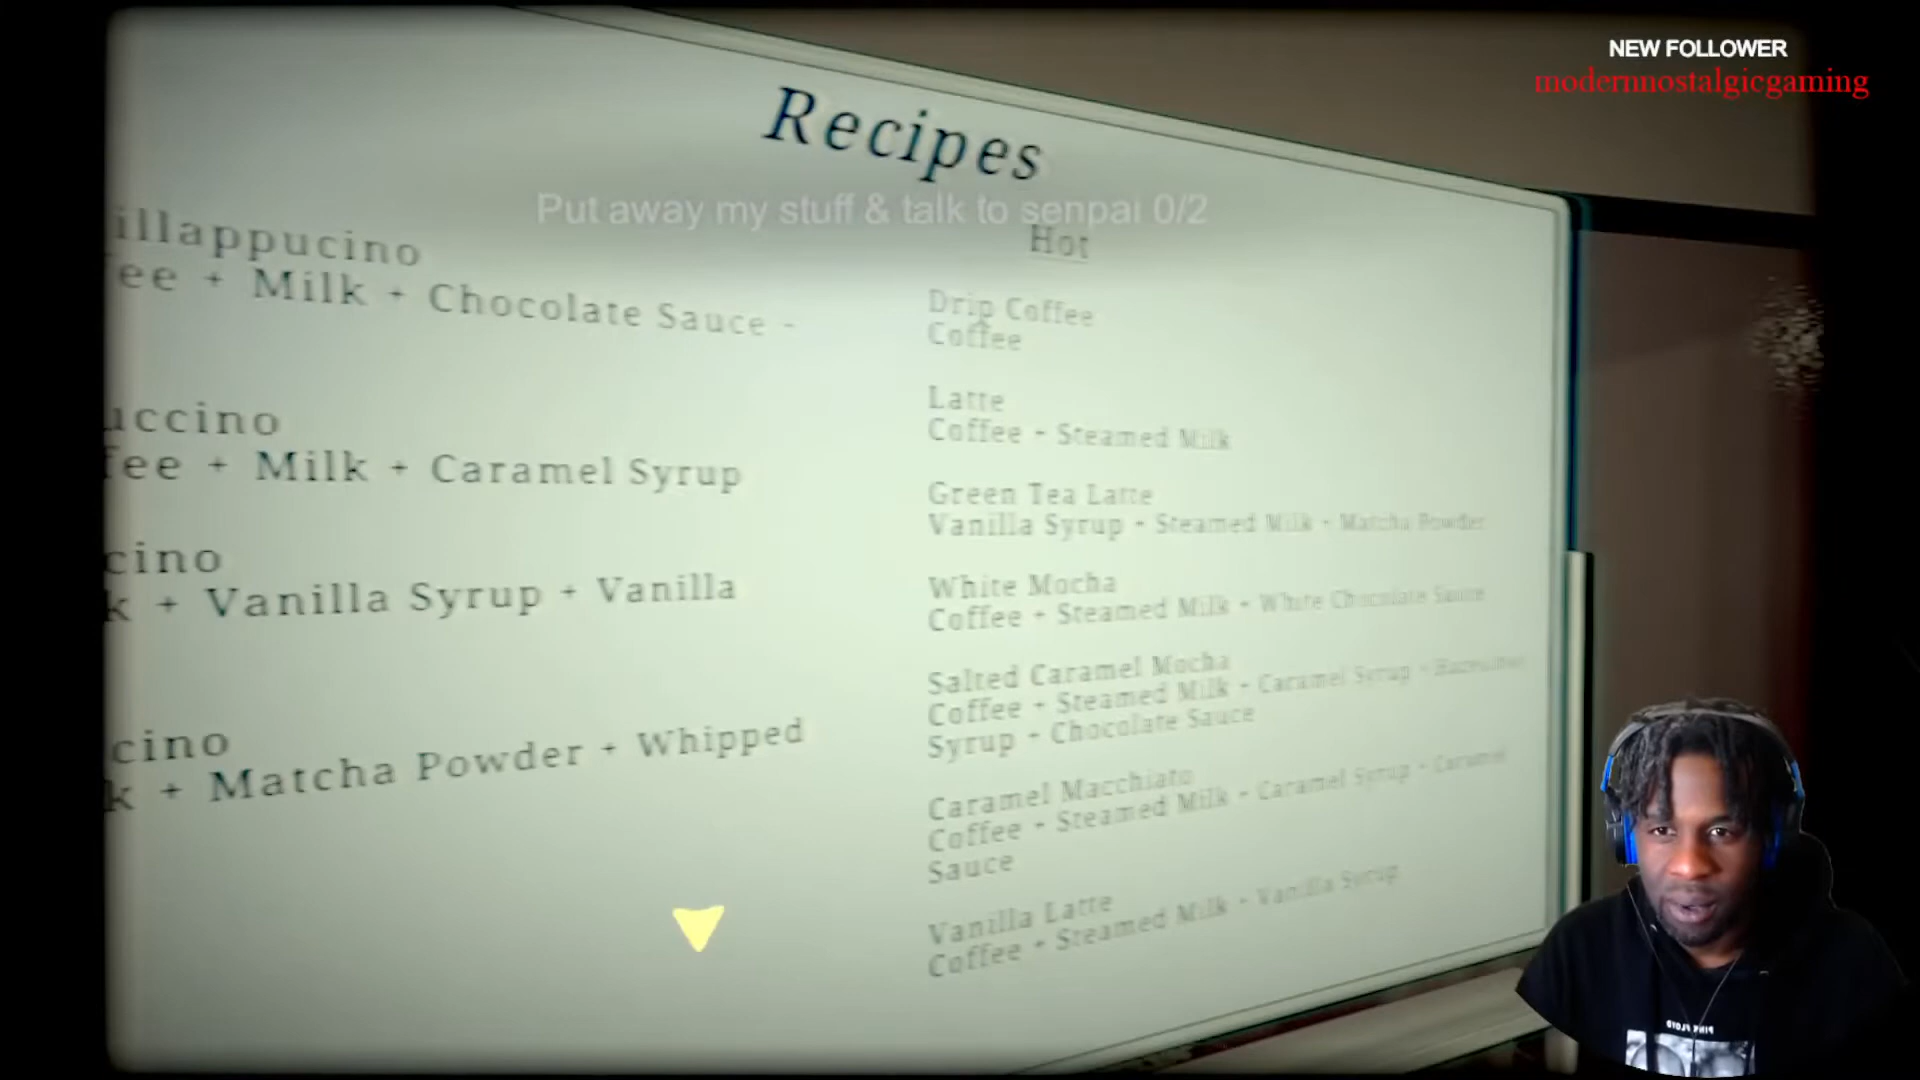 NEW FOLLOWER
modernnostalgicgaming
Recipes
Put away my stuff & talk to senpai 0/2
illappucino
ee + Milk + Chocolate Sauce -
uccino
fee + Milk + Caramel Syrup
cino
k + Vanilla Syrup + Vanilla
cino
k + Matcha Powder + Whipped
Hot
Drip Coffee
Coffee
Latte
Coffee + Steamed Milk
Green Tea Latte
Vanilla Syrup + Steamed Milk + Matcha Powder
White Mocha
Coffee + Steamed Milk + White Chocolate Sauce
Salted Caramel Mocha
Coffee + Steamed Milk + Caramel Syrup + Hazelnut
Syrup + Chocolate Sauce
Caramel Macchiato
Coffee + Steamed Milk + Caramel Syrup + Caramel
Sauce
Vanilla Latte
Coffee + Steamed Milk + Vanilla Syrup